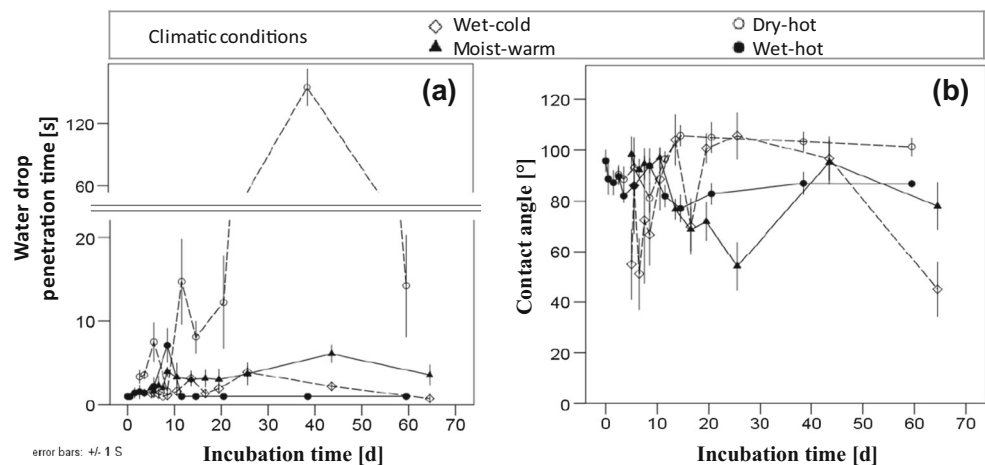 Climatic conditions
Wet-cold
Dry-hot
Moist-warm
Wet-hot
(a)
Water drop
penetration time [s]
120
60
20
10
0
0 10 20 30 40 50 60 70
Incubation time [d]
error bars: +/- 1 S
(b)
Contact angle [°]
120
100
80
60
40
20
0
0 10 20 30 40 50 60 70
Incubation time [d]